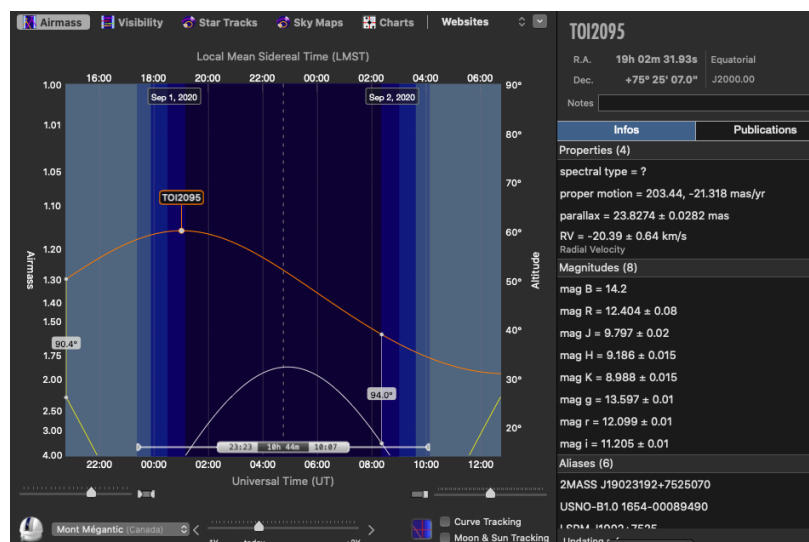 Airmass Visibility Star Tracks Sky Maps Charts Websites
Local Mean Sidereal Time (LMST)
16:00 18:00 20:00 22:00 00:00 02:00 04:00 06:00
1.00 90°
Sep 1, 2020 Sep 2, 2020
1.01
80°
1.05
70°
1.10
TOI2095
60°
1.20
Airmass
Altitude
1.30 50°
1.40
1.50 40°
90.4°
1.75
2.00 30°
94.0°
2.50
3.00 20°
23:23 10h 44m 10:07
4.00
22:00 00:00 02:00 04:00 06:00 08:00 10:00 12:00
Universal Time (UT)
Mont Mégantic (Canada)
today
Curve Tracking
Moon & Sun Tracking
TOI2095
R.A. 19h 02m 31.93s Equatorial
Dec. +75° 25' 07.0" J2000.00
Notes
Infos Publications
Properties (4)
spectral type = ?
proper motion = 203.44, -21.318 mas/yr
parallax = 23.8274 ± 0.0282 mas
RV = -20.39 ± 0.64 km/s
Radial Velocity
Magnitudes (8)
mag B = 14.2
mag R = 12.404 ± 0.08
mag J = 9.797 ± 0.02
mag H = 9.186 ± 0.015
mag K = 8.988 ± 0.015
mag g = 13.597 ± 0.01
mag r = 12.099 ± 0.01
mag i = 11.205 ± 0.01
Aliases (6)
2MASS J19023192+7525070
USNO-B1.0 1654-00089490
LSPM J1902+7525